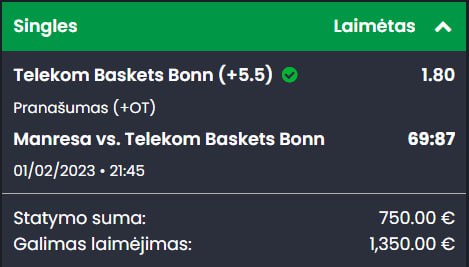 Singles Laimėtas
Telekom Baskets Bonn (+5.5) 1.80
Pranašumas (+OT)
Manresa vs. Telekom Baskets Bonn 69:87
01/02/2023 • 21:45
Statymo suma: 750.00 €
Galimas laimėjimas: 1,350.00 €